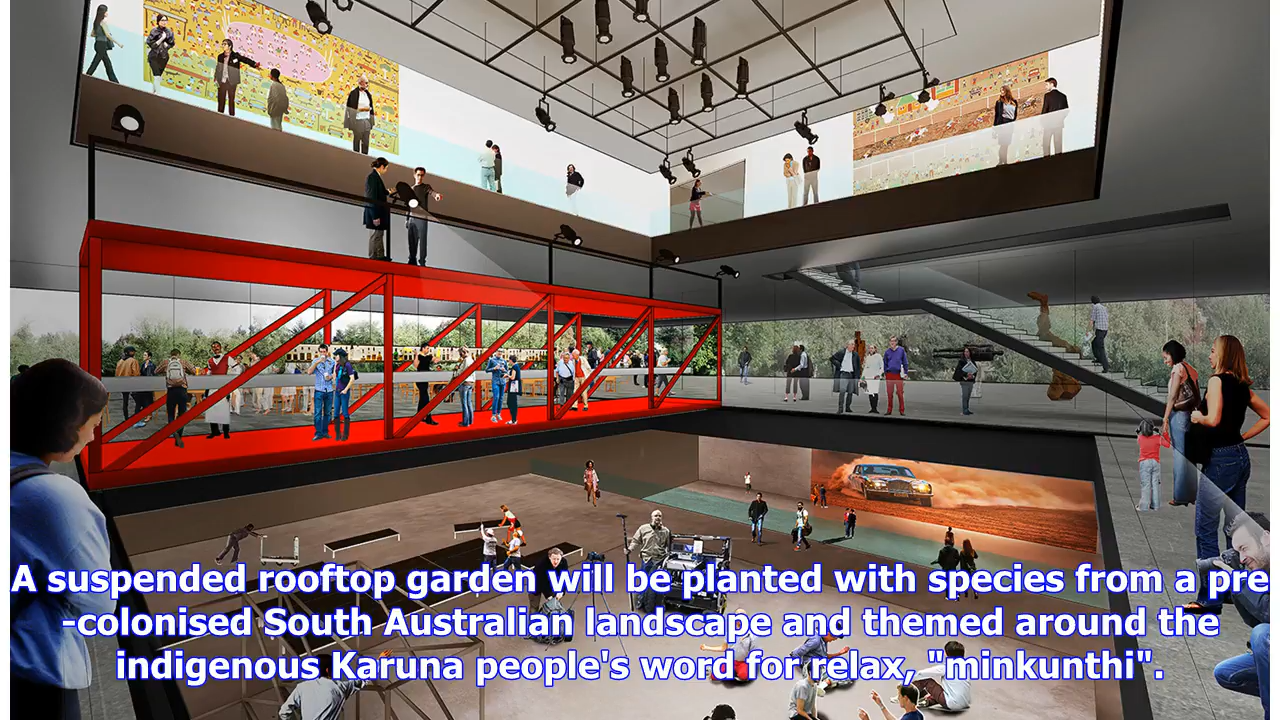 A suspended rooftop garden will be planted with species from a pre
-colonised South Australian landscape and themed around the
indigenous Karuna people's word for relax, "minkunthi".